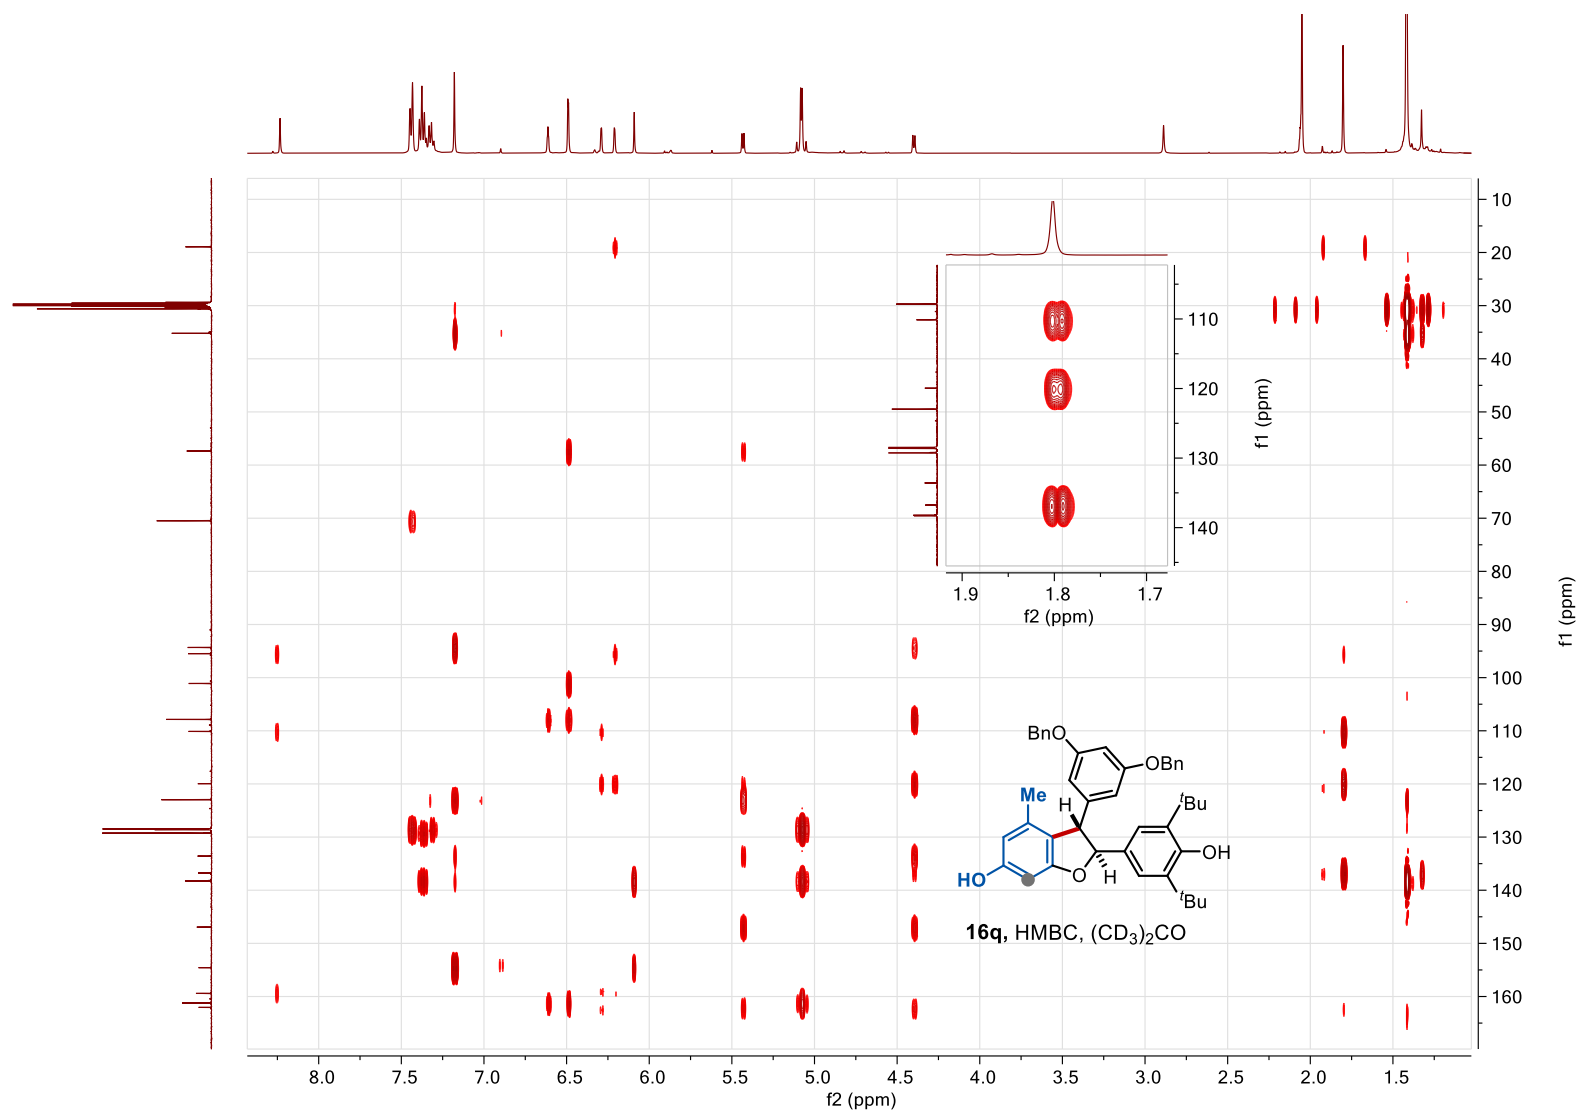 10
20
30
40
50
60
70
80
90
100
110
120
130
140
150
160
f1 (ppm)
110
120
130
140
f1 (ppm)
1.9 1.8 1.7
f2 (ppm)
BnO
OBn
Me
H
tBu
OH
HO
O
H
tBu
16q, HMBC, (CD3)2CO
8.0 7.5 7.0 6.5 6.0 5.5 5.0 4.5 4.0 3.5 3.0 2.5 2.0 1.5
f2 (ppm)